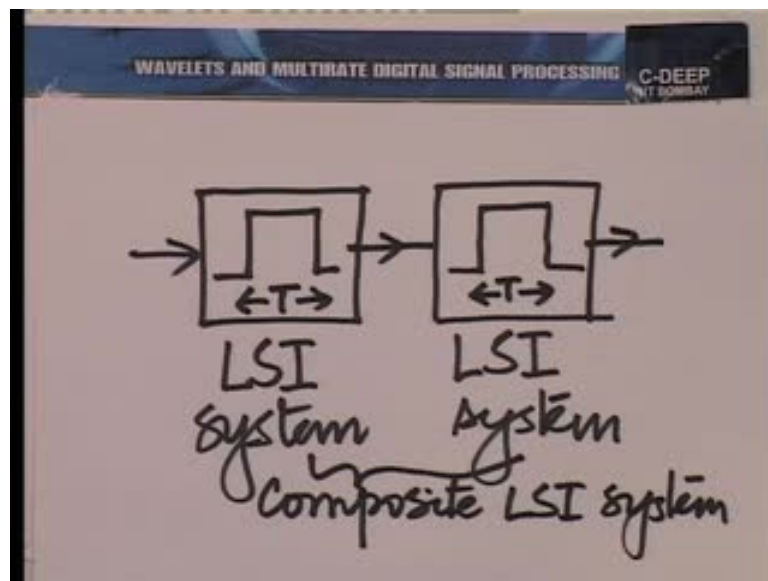 WAVELETS AND MULTIRATE DIGITAL SIGNAL PROCESSING
C-DEEP
IIT BOMBAY
T T
LSI LSI
system system
Composite LSI system